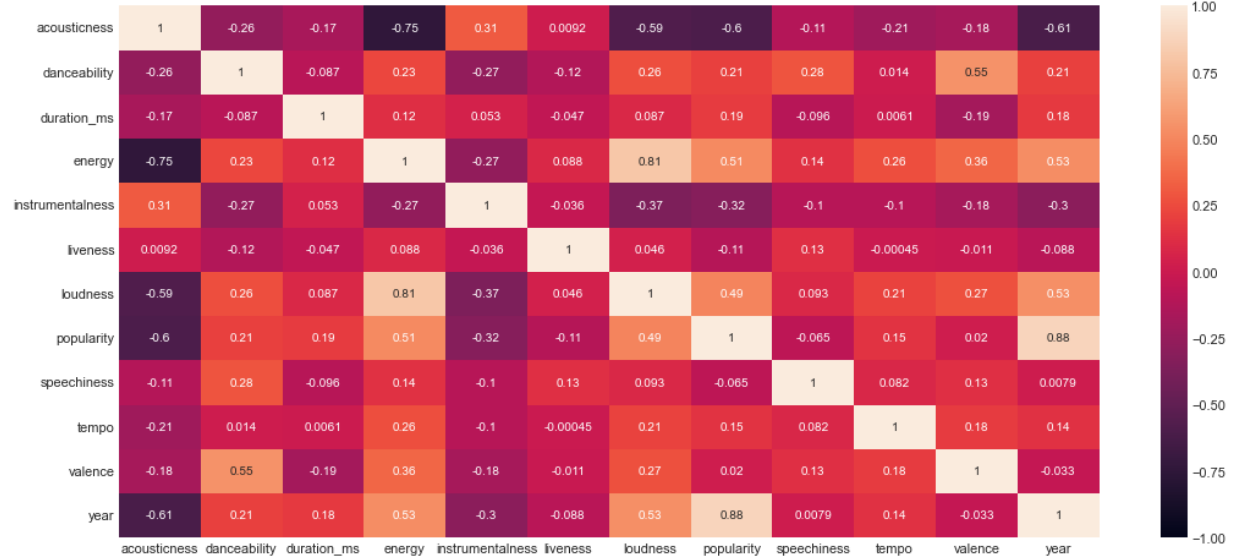 acousticness 1 -0.26 -0.17 -0.75 0.31 0.0092 -0.59 -0.6 -0.11 -0.21 -0.18 -0.61
danceability -0.26 1 -0.087 0.23 -0.27 -0.12 0.26 0.21 0.28 0.014 0.55 0.21
duration_ms -0.17 -0.087 1 0.12 0.053 -0.047 0.087 0.19 -0.096 0.0061 -0.19 0.18
energy -0.75 0.23 0.12 1 -0.27 0.088 0.81 0.51 0.14 0.26 0.36 0.53
instrumentalness 0.31 -0.27 0.053 -0.27 1 -0.036 -0.37 -0.32 -0.1 -0.1 -0.18 -0.3
liveness 0.0092 -0.12 -0.047 0.088 -0.036 1 0.046 -0.11 0.13 -0.00045 -0.011 -0.088
loudness -0.59 0.26 0.087 0.81 -0.37 0.046 1 0.49 0.093 0.21 0.27 0.53
popularity -0.6 0.21 0.19 0.51 -0.32 -0.11 0.49 1 -0.065 0.15 0.02 0.88
speechiness -0.11 0.28 -0.096 0.14 -0.1 0.13 0.093 -0.065 1 0.082 0.13 0.0079
tempo -0.21 0.014 0.0061 0.26 -0.1 -0.00045 0.21 0.15 0.082 1 0.18 0.14
valence -0.18 0.55 -0.19 0.36 -0.18 -0.011 0.27 0.02 0.13 0.18 1 -0.033
year -0.61 0.21 0.18 0.53 -0.3 -0.088 0.53 0.88 0.0079 0.14 -0.033 1
acousticness danceability duration_ms energy instrumentalness liveness loudness popularity speechiness tempo valence year
1.00
0.75
0.50
0.25
0.00
−0.25
−0.50
−0.75
−1.00